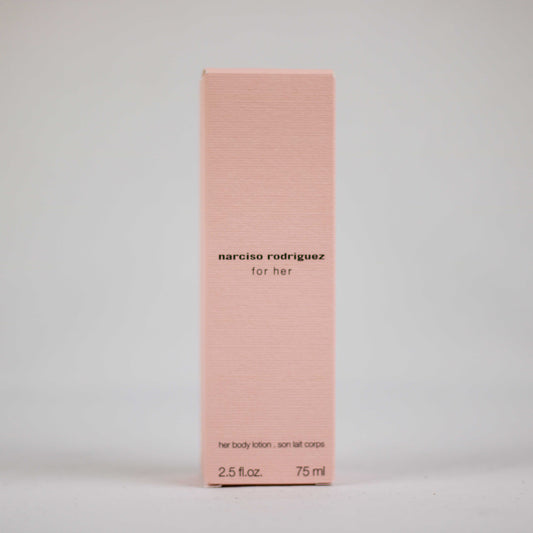 narciso rodriguez
for her
her body lotion . son lait corps
2.5 fl.oz. 75 ml